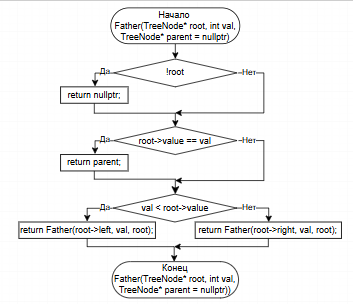 Начало
Father(TreeNode* root, int val,
TreeNode* parent = nullptr)
!root
Да
Нет
return nullptr;
root->value == val
Да
Нет
return parent;
val < root->value
Да
Нет
return Father(root->left, val, root);
return Father(root->right, val, root);
Конец
Father(TreeNode* root, int val,
TreeNode* parent = nullptr))